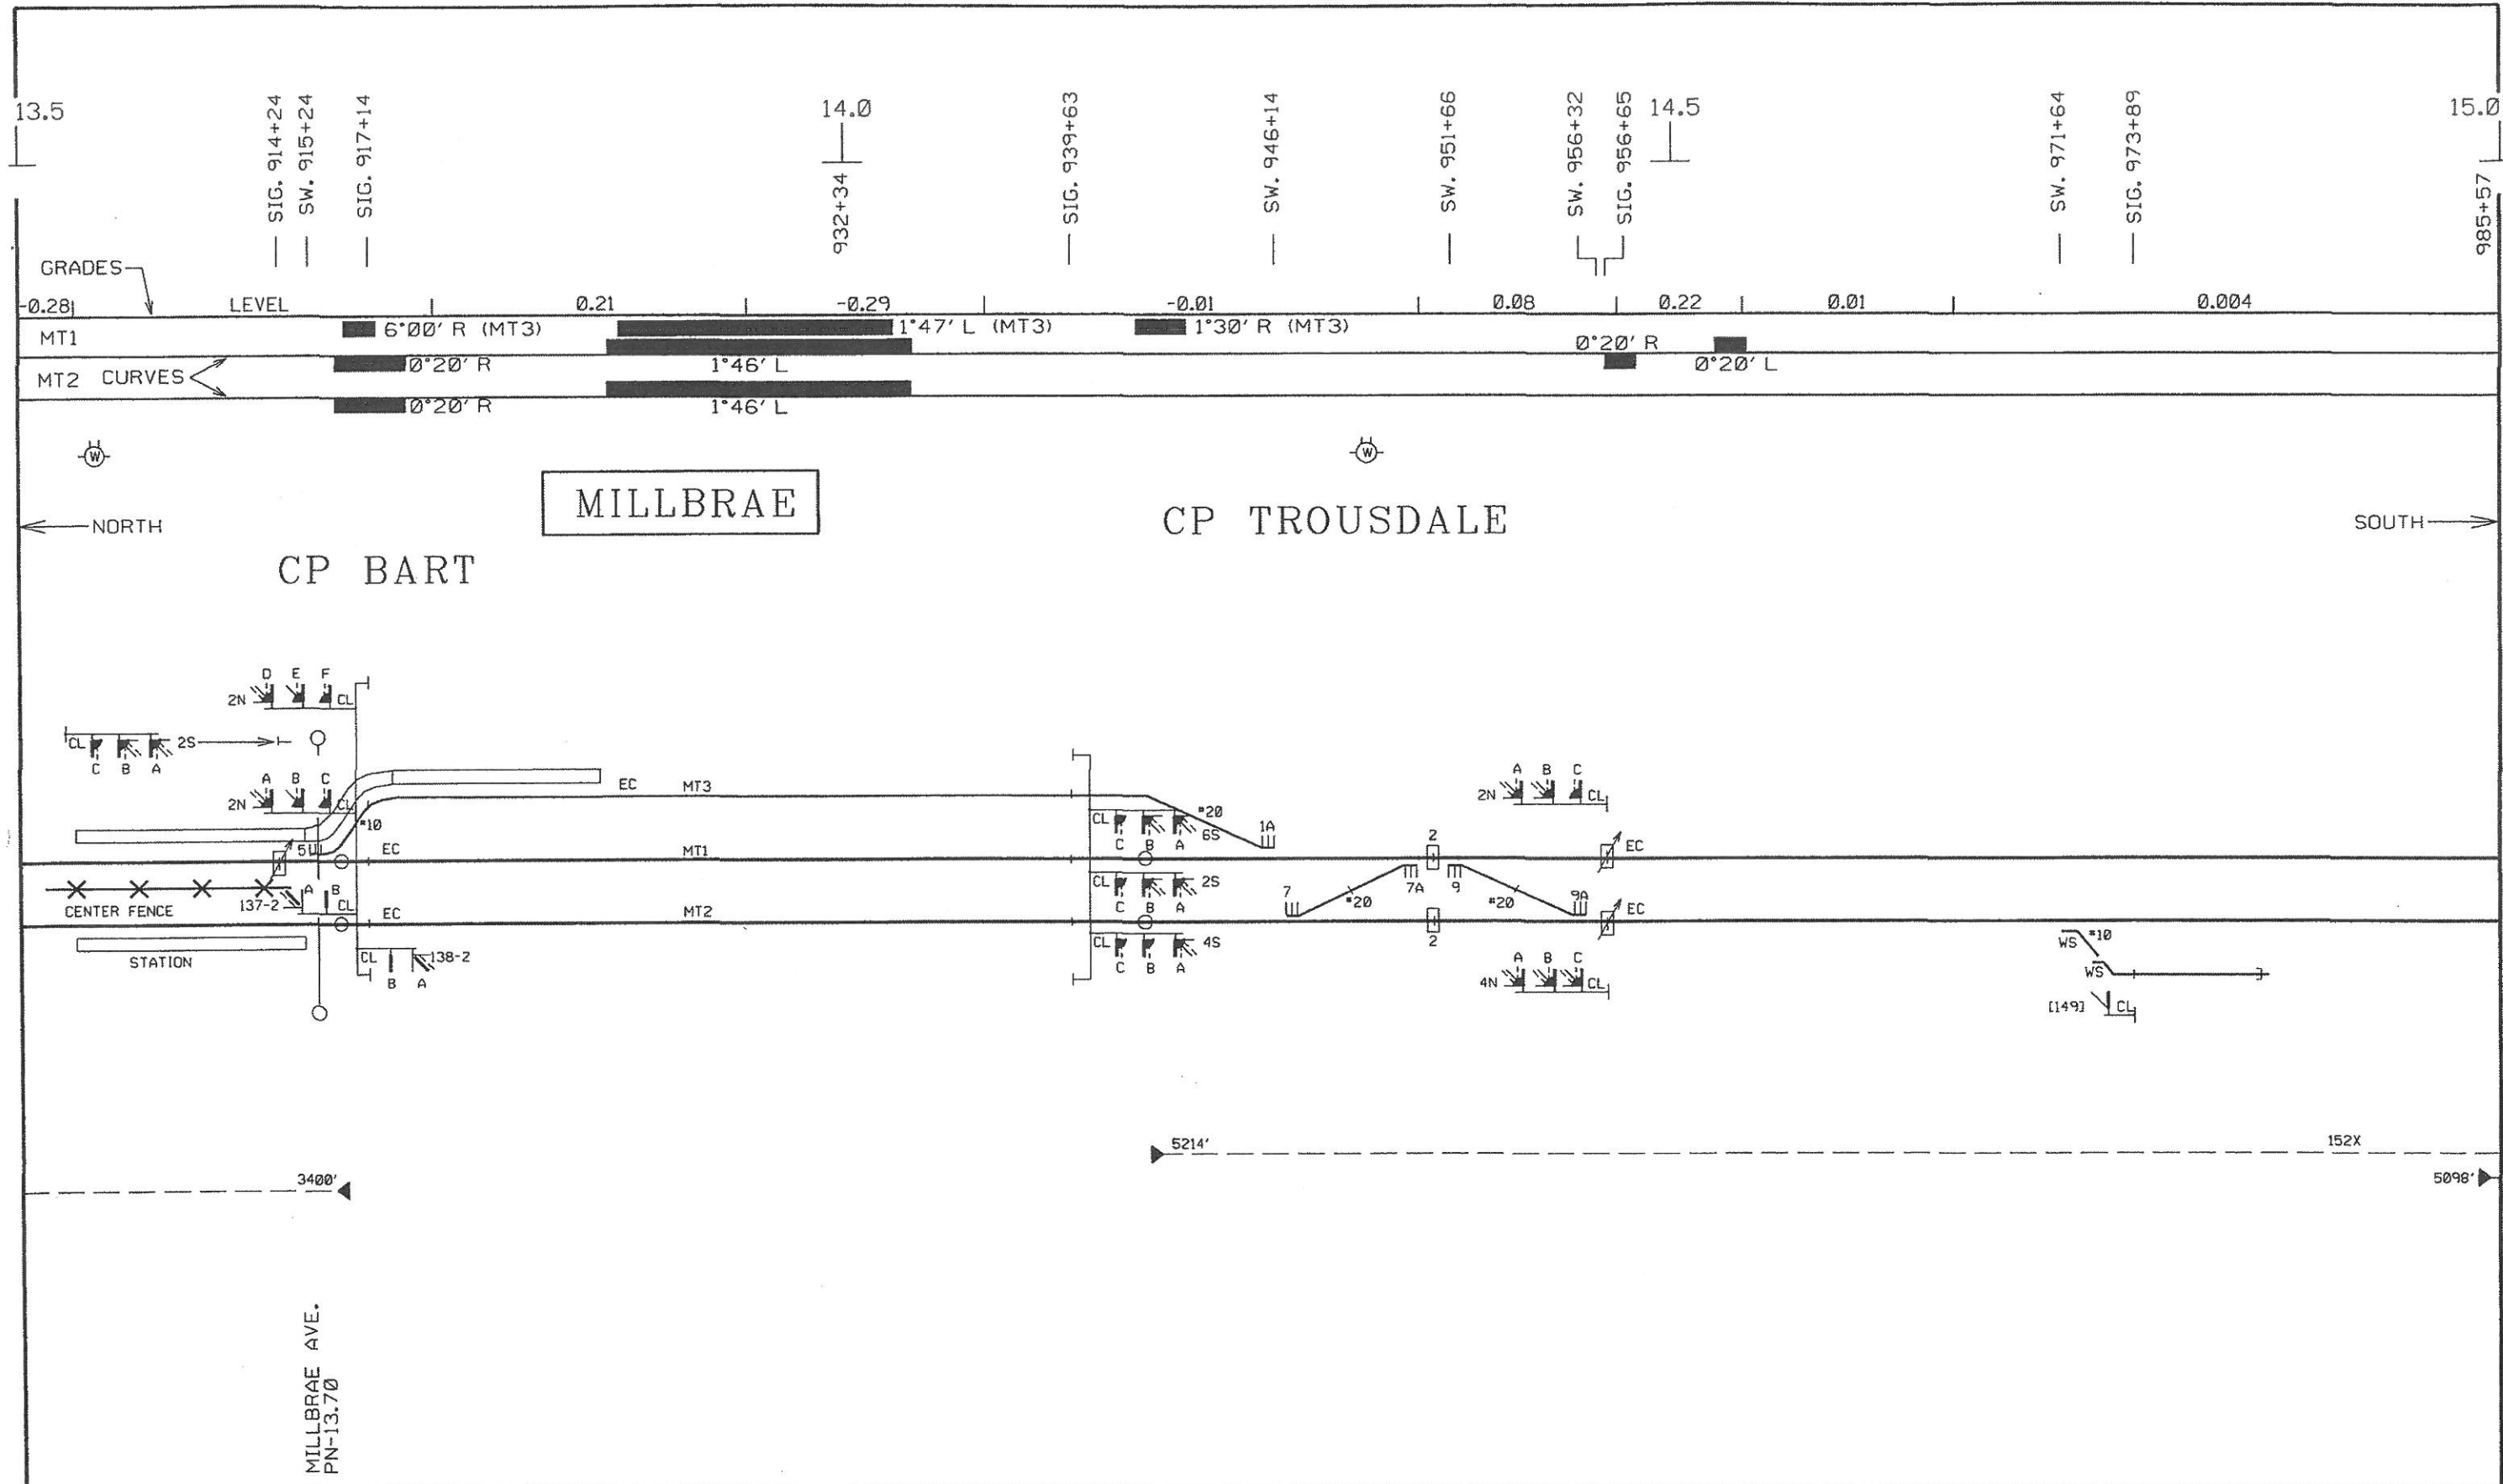 13.5
SIG. 914+24
SW. 915+24
SIG. 917+14
14.0
932+34
SIG. 939+63
SW. 946+14
SW. 951+66
SW. 956+32
SIG. 956+65
14.5
SW. 971+64
SIG. 973+89
15.0
985+57
GRADES
-0.28 LEVEL 0.21 -0.29 -0.01 0.08 0.22 0.01 0.004
MT1 6°00' R (MT3) 1°47' L (MT3) 1°30' R (MT3)
0°20' R
MT2 CURVES 0°20' R 1°46' L 0°20' L
0°20' R 1°46' L
W W
MILLBRAE
CP TROUSDALE
NORTH SOUTH
CP BART
D E F
2N CL
CL 2S
C B A
A B C
2N CL
EC MT3
A B C
2N CL
#10
CL #20
C B A 6S
1A
5 EC MT1
2
EC
A B
137-2 CL
CENTER FENCE
CL 2S
C B A
7 7A 9 9A
#20 #20
EC MT2
2
EC
STATION
CL 138-2
B A
CL 4S
C B A
A B C
4N CL
WS #10
WS
[149] CL
5214' 152X
3400' 5098'
MILLBRAE AVE.
PN-13.70